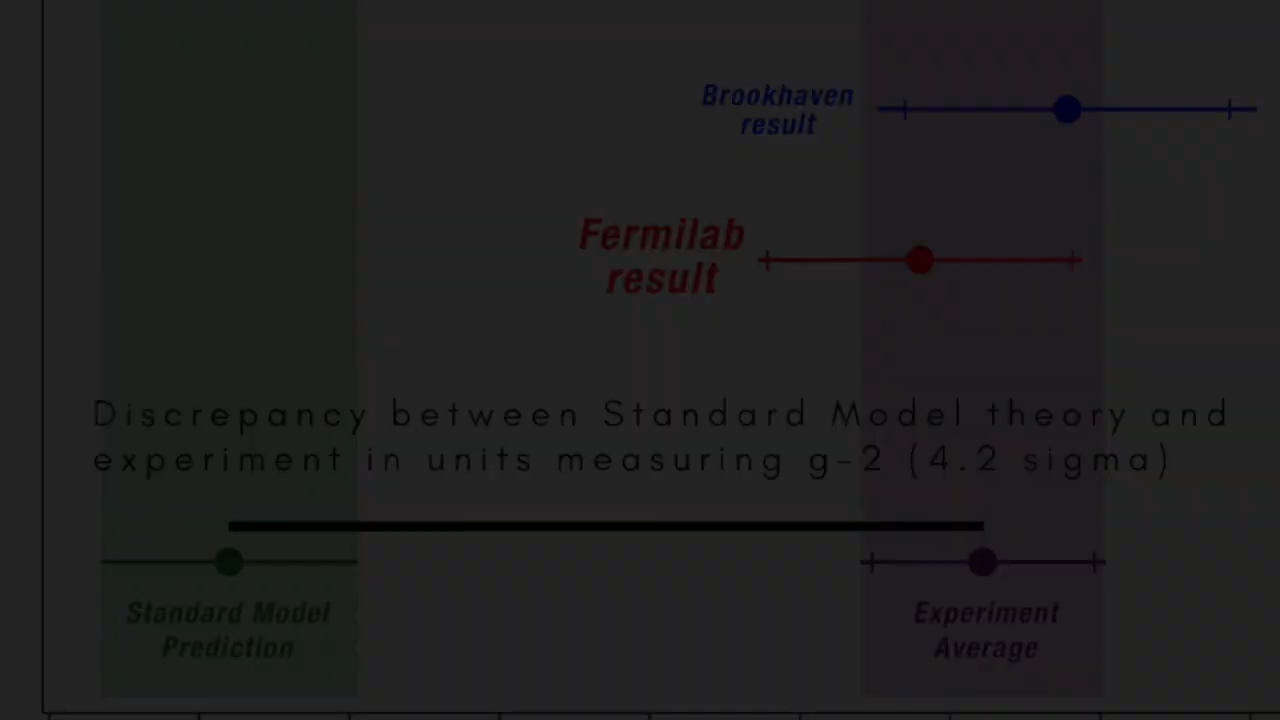 Brookhaven
result
Fermilab
result
Discrepancy between Standard Model theory and
experiment in units measuring g-2 (4.2 sigma)
Standard Model
Prediction
Experiment
Average